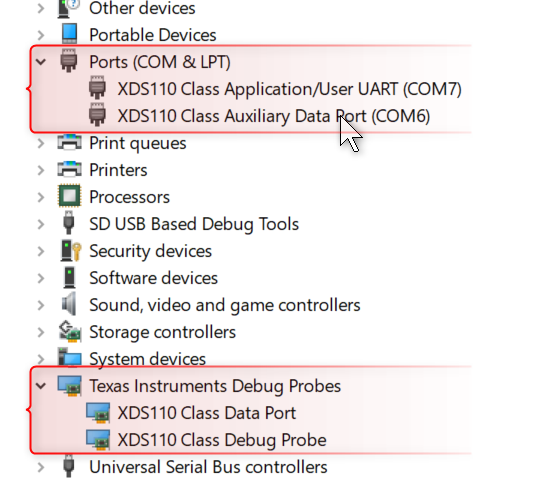 Other devices
Portable Devices
Ports (COM & LPT)
XDS110 Class Application/User UART (COM7)
XDS110 Class Auxiliary Data Port (COM6)
Print queues
Printers
Processors
SD USB Based Debug Tools
Security devices
Software devices
Sound, video and game controllers
Storage controllers
System devices
Texas Instruments Debug Probes
XDS110 Class Data Port
XDS110 Class Debug Probe
Universal Serial Bus controllers